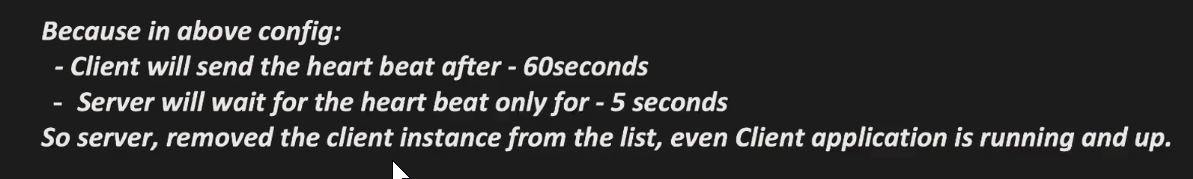 Because in above config:
- Client will send the heart beat after - 60seconds
- Server will wait for the heart beat only for - 5 seconds
So server, removed the client instance from the list, even Client application is running and up.